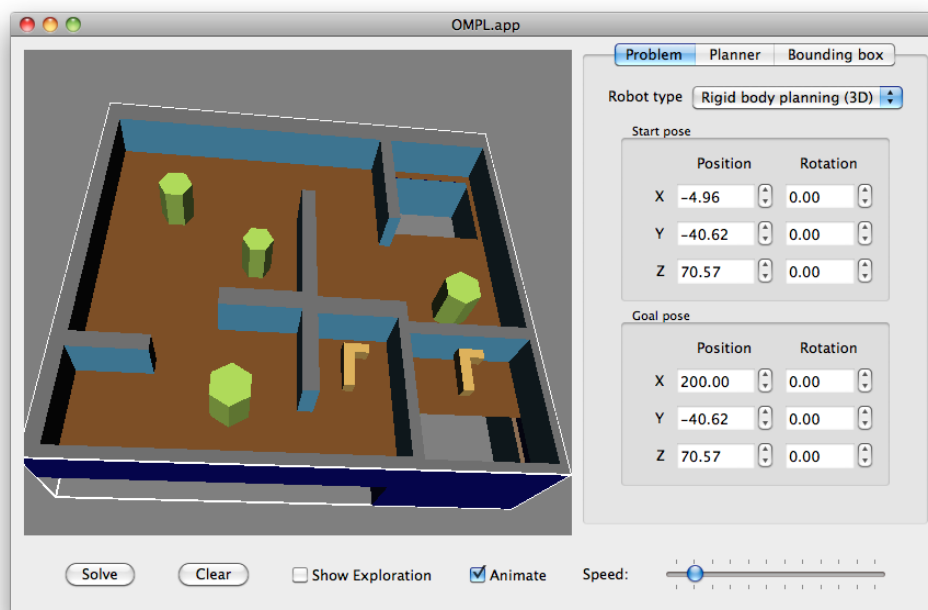 OMPL.app
Problem Planner Bounding box
Robot type Rigid body planning (3D)
Start pose
Position Rotation
X -4.96 0.00
Y -40.62 0.00
Z 70.57 0.00
Goal pose
Position Rotation
X 200.00 0.00
Y -40.62 0.00
Z 70.57 0.00
Solve Clear Show Exploration Animate Speed: